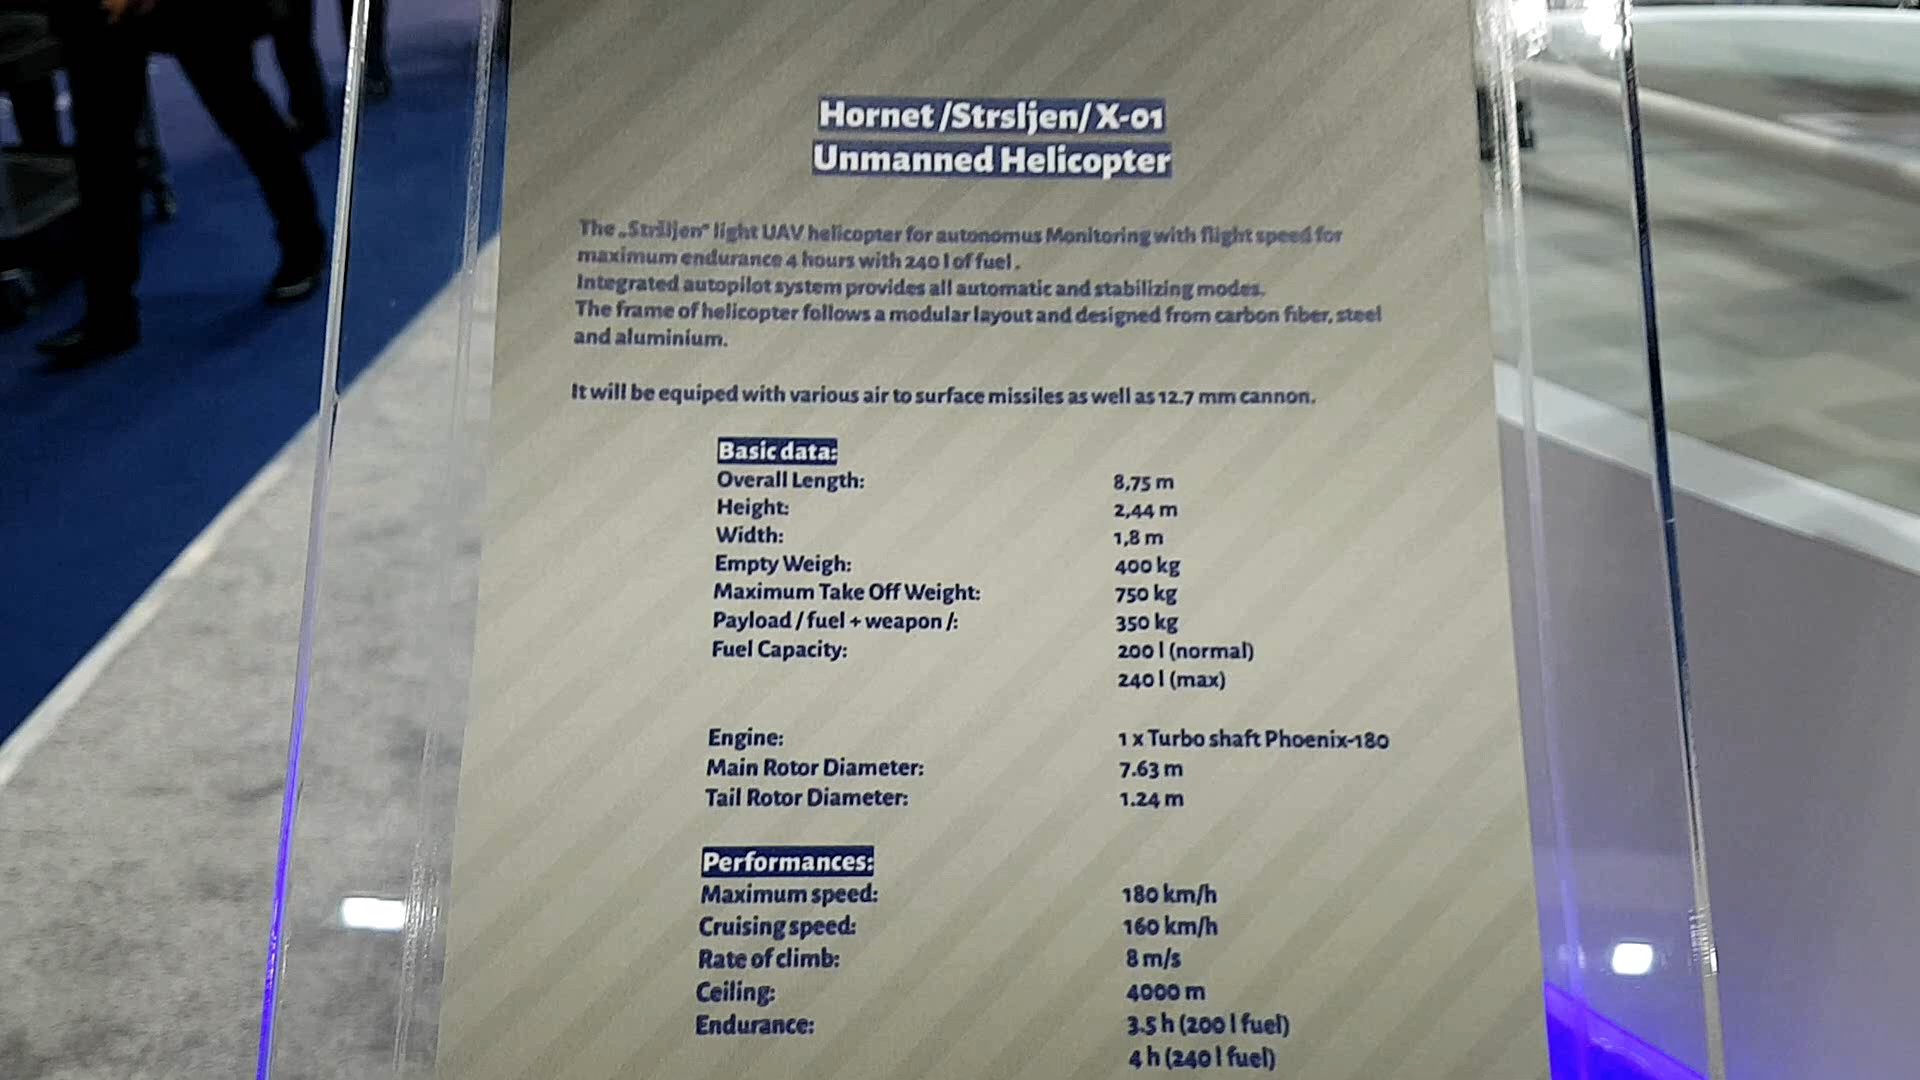 Hornet /Strsljen/ X-01
Unmanned Helicopter
The „Stršljen" light UAV helicopter for autonomus Monitoring with flight speed for
maximum endurance 4 hours with 240 l of fuel.
Integrated autopilot system provides all automatic and stabilizing modes.
The frame of helicopter follows a modular layout and designed from carbon fiber, steel
and aluminium.
It will be equiped with various air to surface missiles as well as 12.7 mm cannon.
Basic data:
Overall Length: 8,75 m
Height: 2,44 m
Width: 1,8 m
Empty Weigh: 400 kg
Maximum Take Off Weight: 750 kg
Payload / fuel + weapon /: 350 kg
Fuel Capacity: 200 l (normal)
240 l (max)
Engine: 1 x Turbo shaft Phoenix-180
Main Rotor Diameter: 7.63 m
Tail Rotor Diameter: 1.24 m
Performances:
Maximum speed: 180 km/h
Cruising speed: 160 km/h
Rate of climb: 8 m/s
Ceiling: 4000 m
Endurance: 3.5 h (200 l fuel)
4 h (240 l fuel)